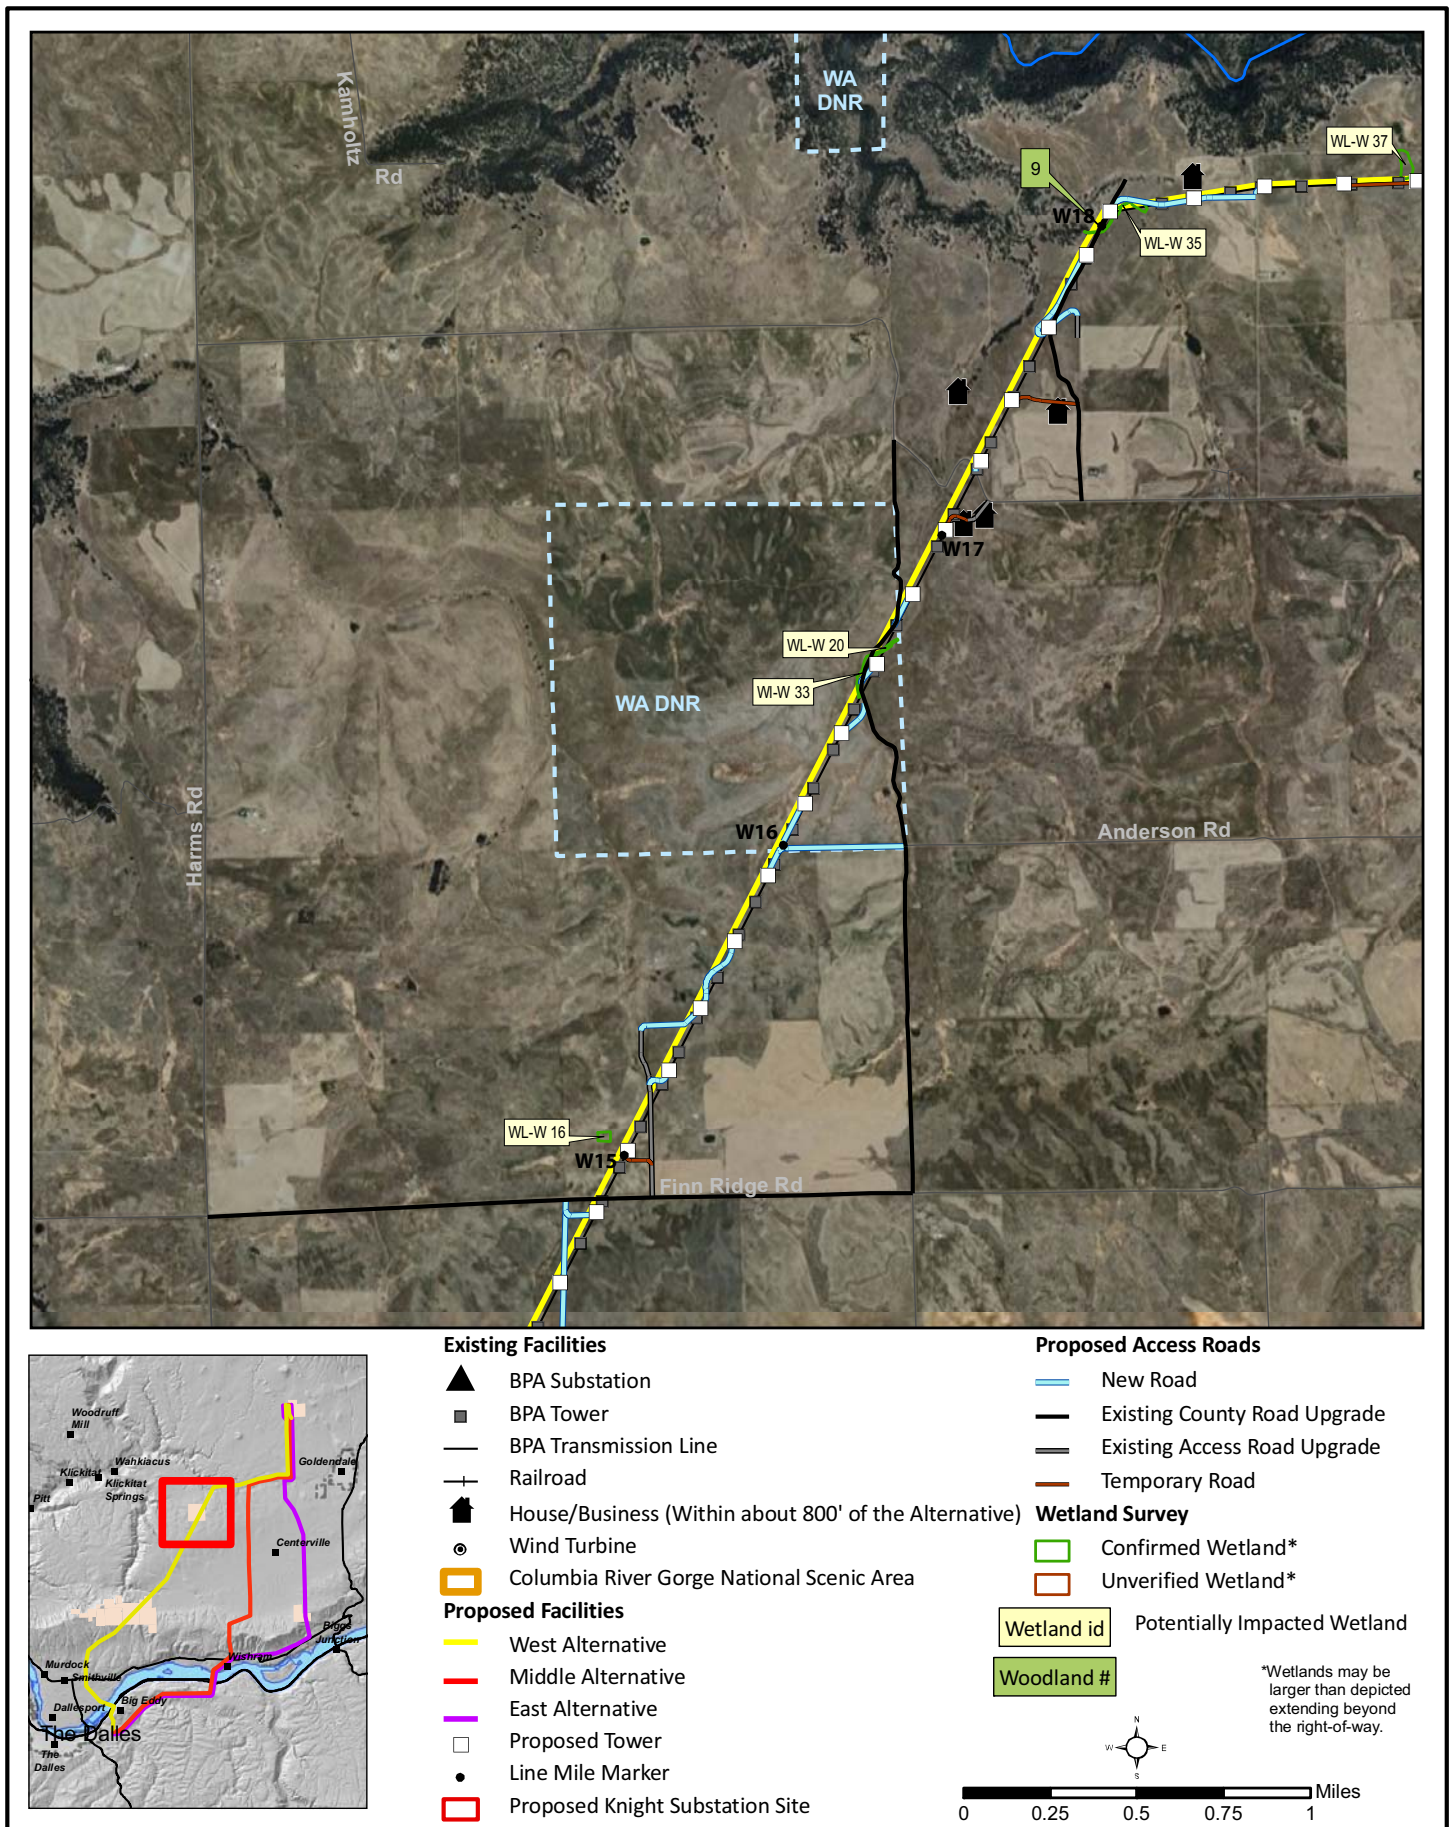 Kamholtz
Rd
WA
DNR
WL-W 37
9
W18
WL-W 35
W17
WL-W 20
WI-W 33
WA DNR
W16
Anderson Rd
Harms Rd
WL-W 16
W15
Finn Ridge Rd
Woodruff
Mill
Wahkiacus
Klickitat
Klickitat
Springs
Pitt
Goldendale
Centerville
Biggs
Junction
Wishram
Murdock
Smithville
Big Eddy
Dallesport
The Dalles
The
Dalles
Existing Facilities
BPA Substation
BPA Tower
BPA Transmission Line
Railroad
House/Business (Within about 800' of the Alternative)
Wind Turbine
Columbia River Gorge National Scenic Area
Proposed Facilities
West Alternative
Middle Alternative
East Alternative
Proposed Tower
Line Mile Marker
Proposed Knight Substation Site
Proposed Access Roads
New Road
Existing County Road Upgrade
Existing Access Road Upgrade
Temporary Road
Wetland Survey
Confirmed Wetland*
Unverified Wetland*
Wetland id
Potentially Impacted Wetland
Woodland #
*Wetlands may be
larger than depicted
extending beyond
the right-of-way.
N
W
E
S
Miles
0
0.25
0.5
0.75
1